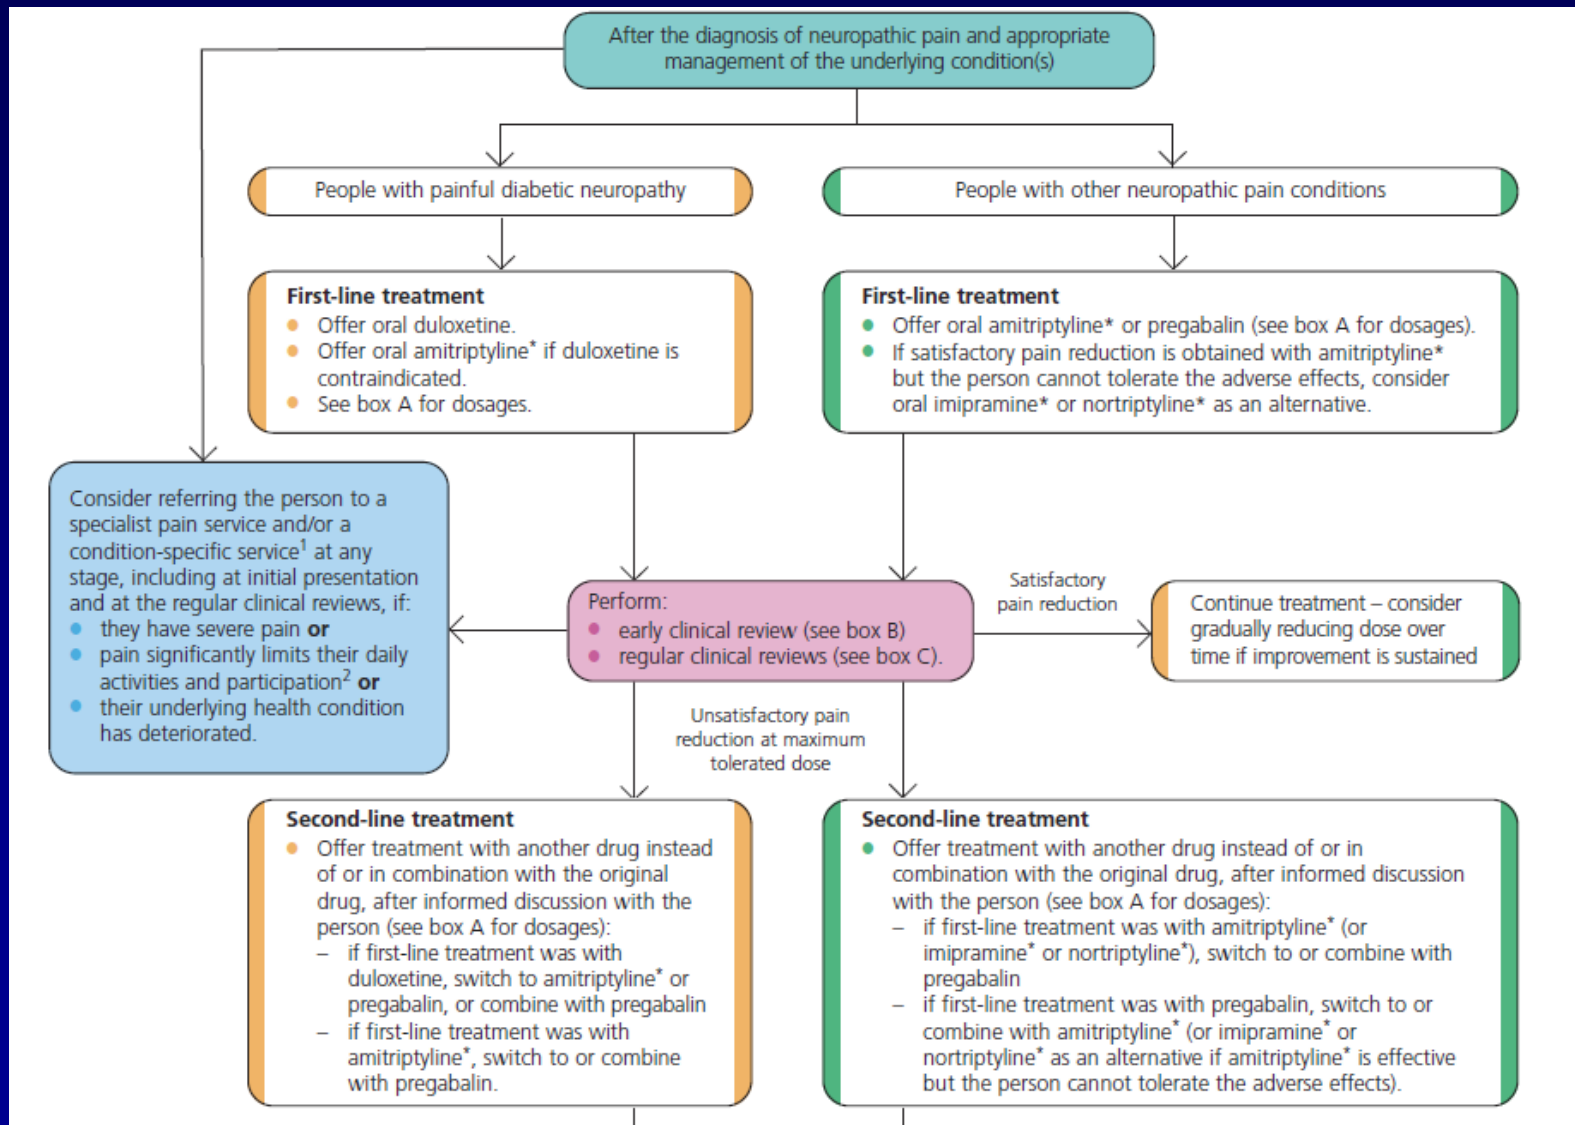 After the diagnosis of neuropathic pain and appropriate
management of the underlying condition(s)
People with painful diabetic neuropathy
People with other neuropathic pain conditions
First-line treatment
● Offer oral duloxetine.
● Offer oral amitriptyline* if duloxetine is
contraindicated.
● See box A for dosages.
First-line treatment
● Offer oral amitriptyline* or pregabalin (see box A for dosages).
● If satisfactory pain reduction is obtained with amitriptyline*
but the person cannot tolerate the adverse effects, consider
oral imipramine* or nortriptyline* as an alternative.
Consider referring the person to a
specialist pain service and/or a
condition-specific service¹ at any
stage, including at initial presentation
and at the regular clinical reviews, if:
● they have severe pain or
● pain significantly limits their daily
activities and participation² or
● their underlying health condition
has deteriorated.
Perform:
● early clinical review (see box B)
● regular clinical reviews (see box C).
Satisfactory
pain reduction
Continue treatment – consider
gradually reducing dose over
time if improvement is sustained
Unsatisfactory pain
reduction at maximum
tolerated dose
Second-line treatment
● Offer treatment with another drug instead
of or in combination with the original
drug, after informed discussion with the
person (see box A for dosages):
– if first-line treatment was with
duloxetine, switch to amitriptyline* or
pregabalin, or combine with pregabalin
– if first-line treatment was with
amitriptyline*, switch to or combine
with pregabalin.
Second-line treatment
● Offer treatment with another drug instead of or in
combination with the original drug, after informed discussion
with the person (see box A for dosages):
– if first-line treatment was with amitriptyline* (or
imipramine* or nortriptyline*), switch to or combine with
pregabalin
– if first-line treatment was with pregabalin, switch to or
combine with amitriptyline* (or imipramine* or
nortriptyline* as an alternative if amitriptyline* is effective
but the person cannot tolerate the adverse effects).